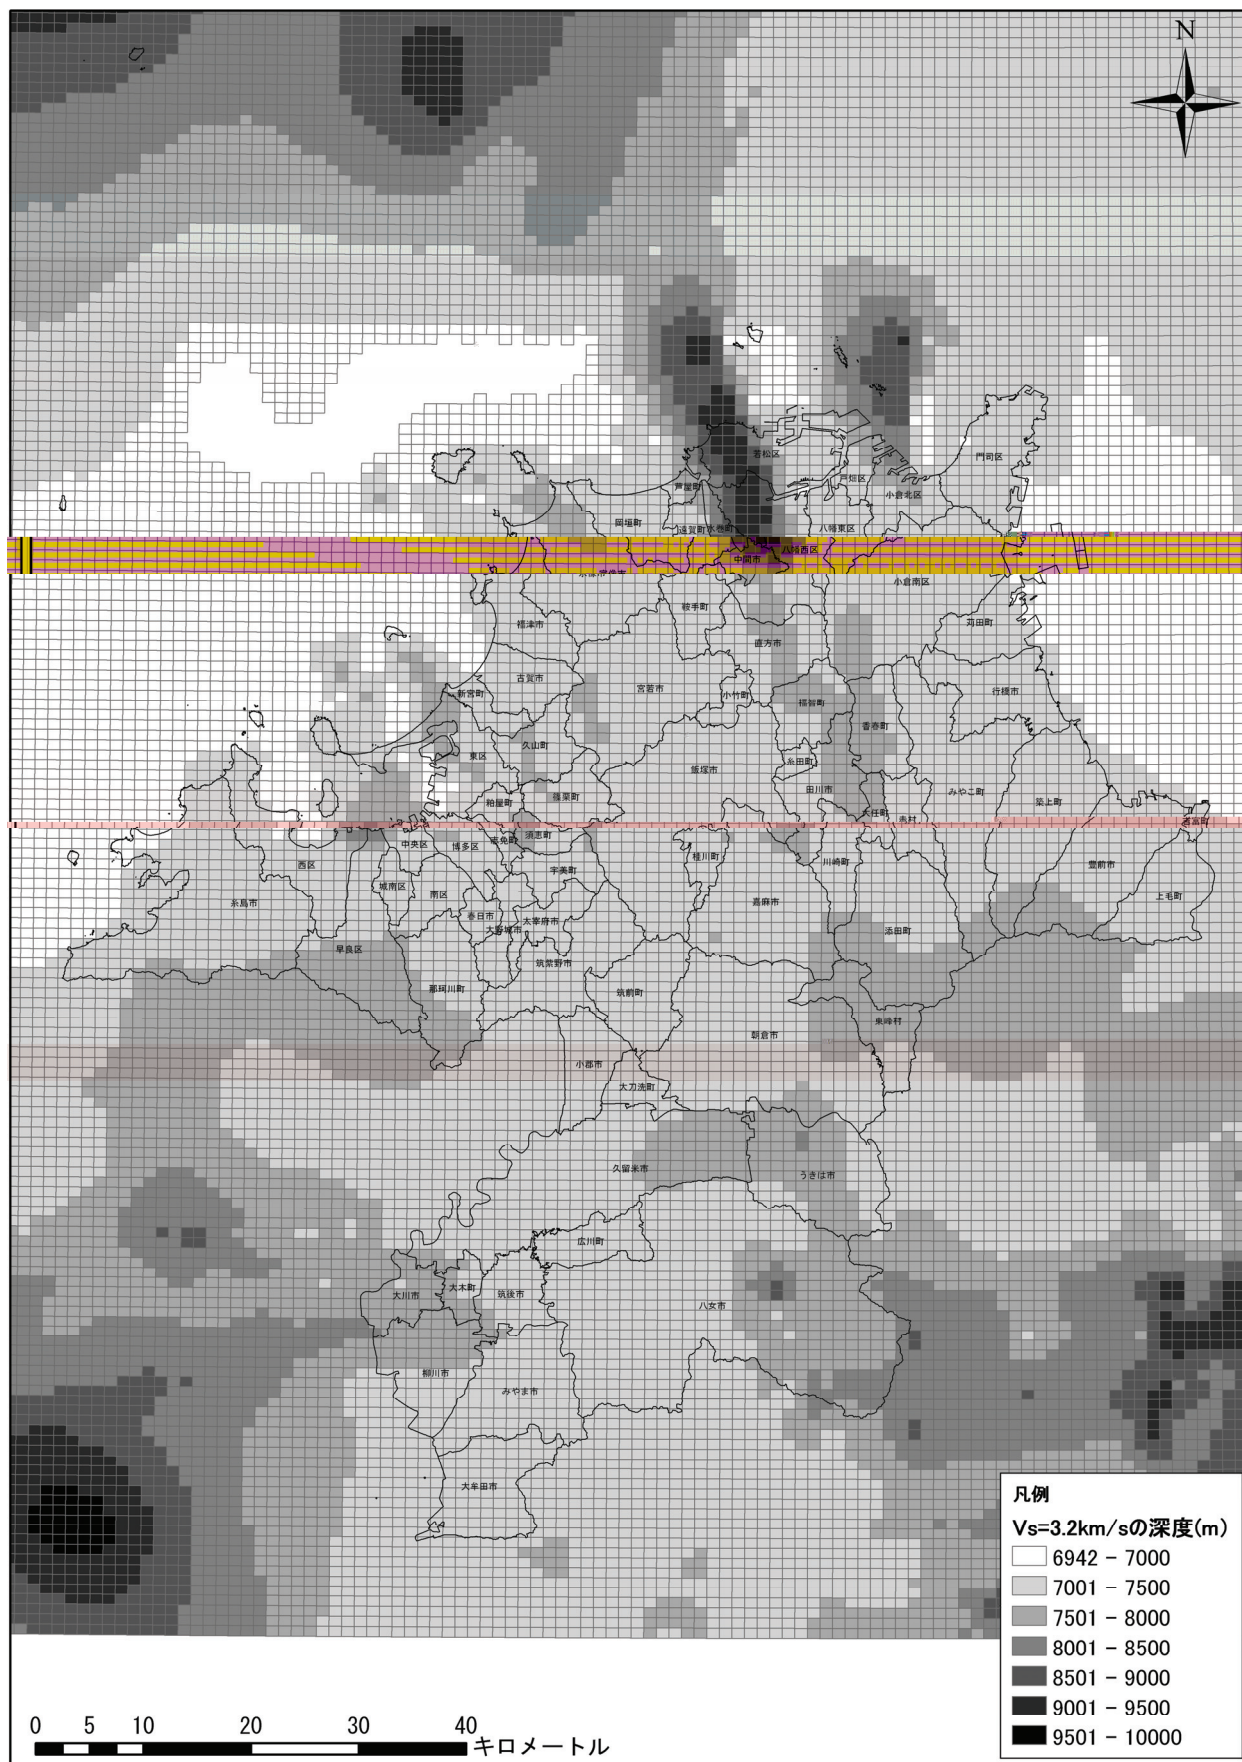 N
若松区
門司区
戸畑区
芦屋町
小倉北区
岡垣町
遠賀町
水巻町
八幡東区
八幡西区
中間市
宗像市
小倉南区
鞍手町
福津市
苅田町
直方市
古賀市
宮若市
小竹町
行橋市
新宮町
福智町
香春町
久山町
東区
糸田町
飯塚市
田川市
みやこ町
篠栗町
粕屋町
築上町
大任町
赤村
吉富町
須恵町
志免町
中央区
博多区
桂川町
川崎町
豊前市
西区
宇美町
城南区
南区
上毛町
糸島市
嘉麻市
春日市
太宰府市
大野城市
添田町
早良区
筑紫野市
那珂川町
筑前町
東峰村
朝倉市
小郡市
大刀洗町
久留米市
うきは市
広川町
大木町
大川市
筑後市
八女市
柳川市
みやま市
大牟田市
凡例
Vs=3.2km/sの深度(m)
6942 - 7000
7001 - 7500
7501 - 8000
8001 - 8500
8501 - 9000
9001 - 9500
9501 - 10000
0 5 10 20 30 40
キロメートル